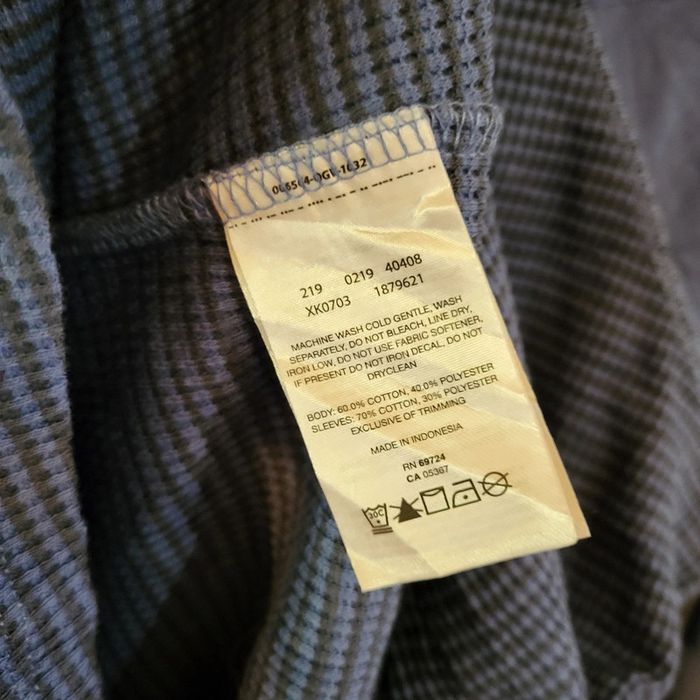 219 0219 40408
XK0703 1879621
MACHINE WASH COLD GENTLE, WASH
SEPARATELY, DO NOT BLEACH, LINE DRY,
IRON LOW, DO NOT USE FABRIC SOFTENER,
IF PRESENT DO NOT IRON DECAL, DO NOT
DRYCLEAN
BODY: 60.0% COTTON, 40.0% POLYESTER
SLEEVES: 70% COTTON, 30% POLYESTER
EXCLUSIVE OF TRIMMING
MADE IN INDONESIA
RN 69724
CA 05367
30C